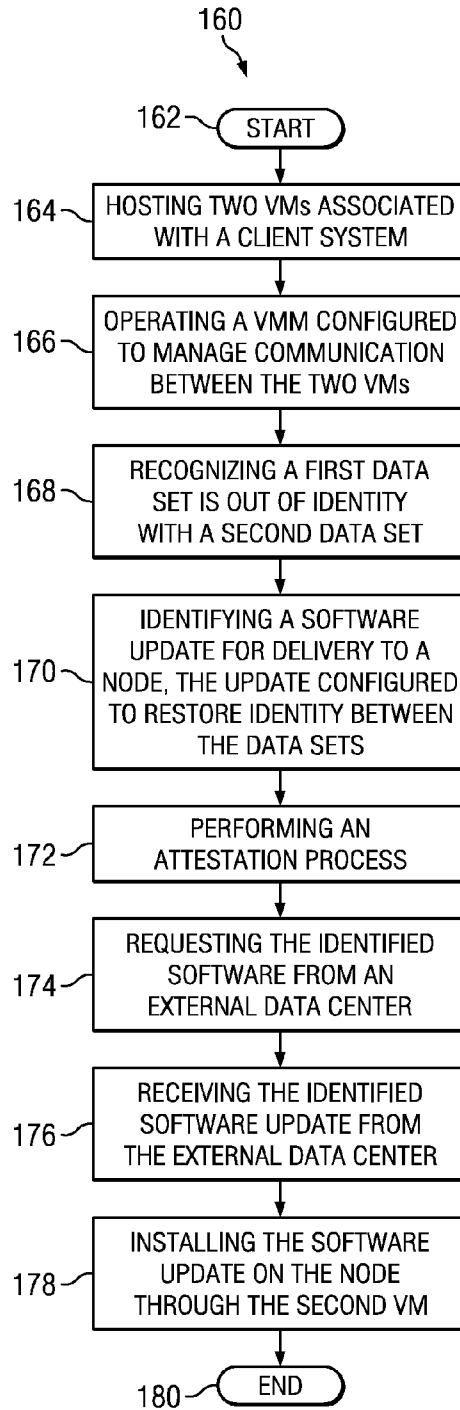 160
162
START
164
HOSTING TWO VMs ASSOCIATED
WITH A CLIENT SYSTEM
166
OPERATING A VMM CONFIGURED
TO MANAGE COMMUNICATION
BETWEEN THE TWO VMs
168
RECOGNIZING A FIRST DATA
SET IS OUT OF IDENTITY
WITH A SECOND DATA SET
170
IDENTIFYING A SOFTWARE
UPDATE FOR DELIVERY TO A
NODE, THE UPDATE CONFIGURED
TO RESTORE IDENTITY BETWEEN
THE DATA SETS
172
PERFORMING AN
ATTESTATION PROCESS
174
REQUESTING THE IDENTIFIED
SOFTWARE FROM AN
EXTERNAL DATA CENTER
176
RECEIVING THE IDENTIFIED
SOFTWARE UPDATE FROM
THE EXTERNAL DATA CENTER
178
INSTALLING THE SOFTWARE
UPDATE ON THE NODE
THROUGH THE SECOND VM
180
END